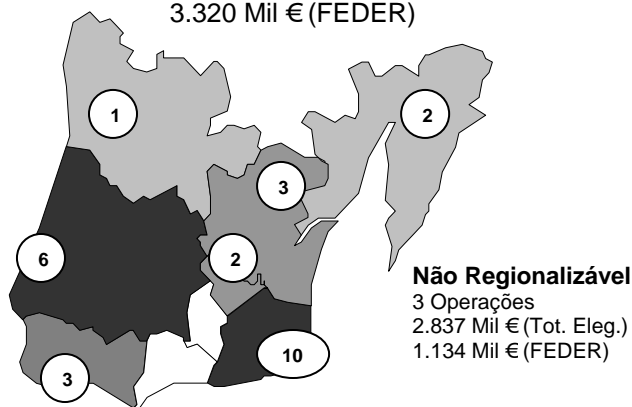 3.320 Mil € (FEDER)
1
2
3
6
2
Não Regionalizável
3 Operações
2.837 Mil € (Tot. Eleg.)
1.134 Mil € (FEDER)
10
3